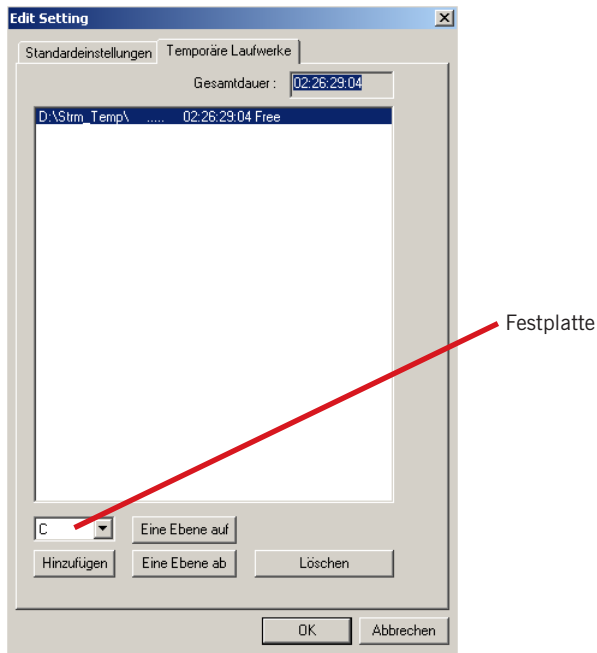 Edit Setting
Standardeinstellungen Temporäre Laufwerke
Gesamtdauer : 02:26:29:04
D:\Strm_Temp\ ..... 02:26:29:04 Free
Festplatte
C Eine Ebene auf
Hinzufügen Eine Ebene ab Löschen
OK Abbrechen